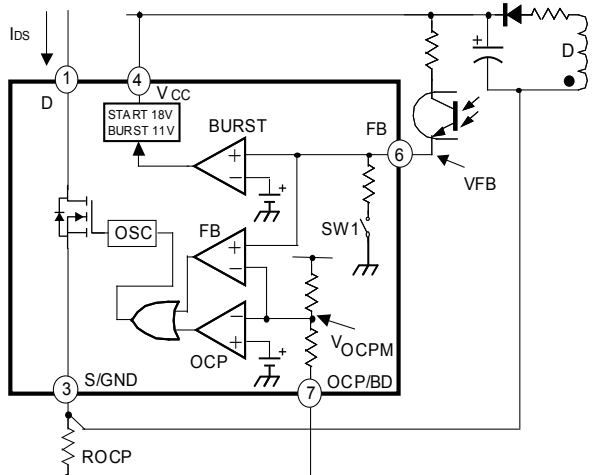 IDS
D
1
4
D
VCC
START 18V
BURST 11V
BURST
+
−
+
FB
6
VFB
SW1
OSC
FB
+
−
−
+
+
OCP
VOCPM
3
S/GND
7
OCP/BD
ROCP
+